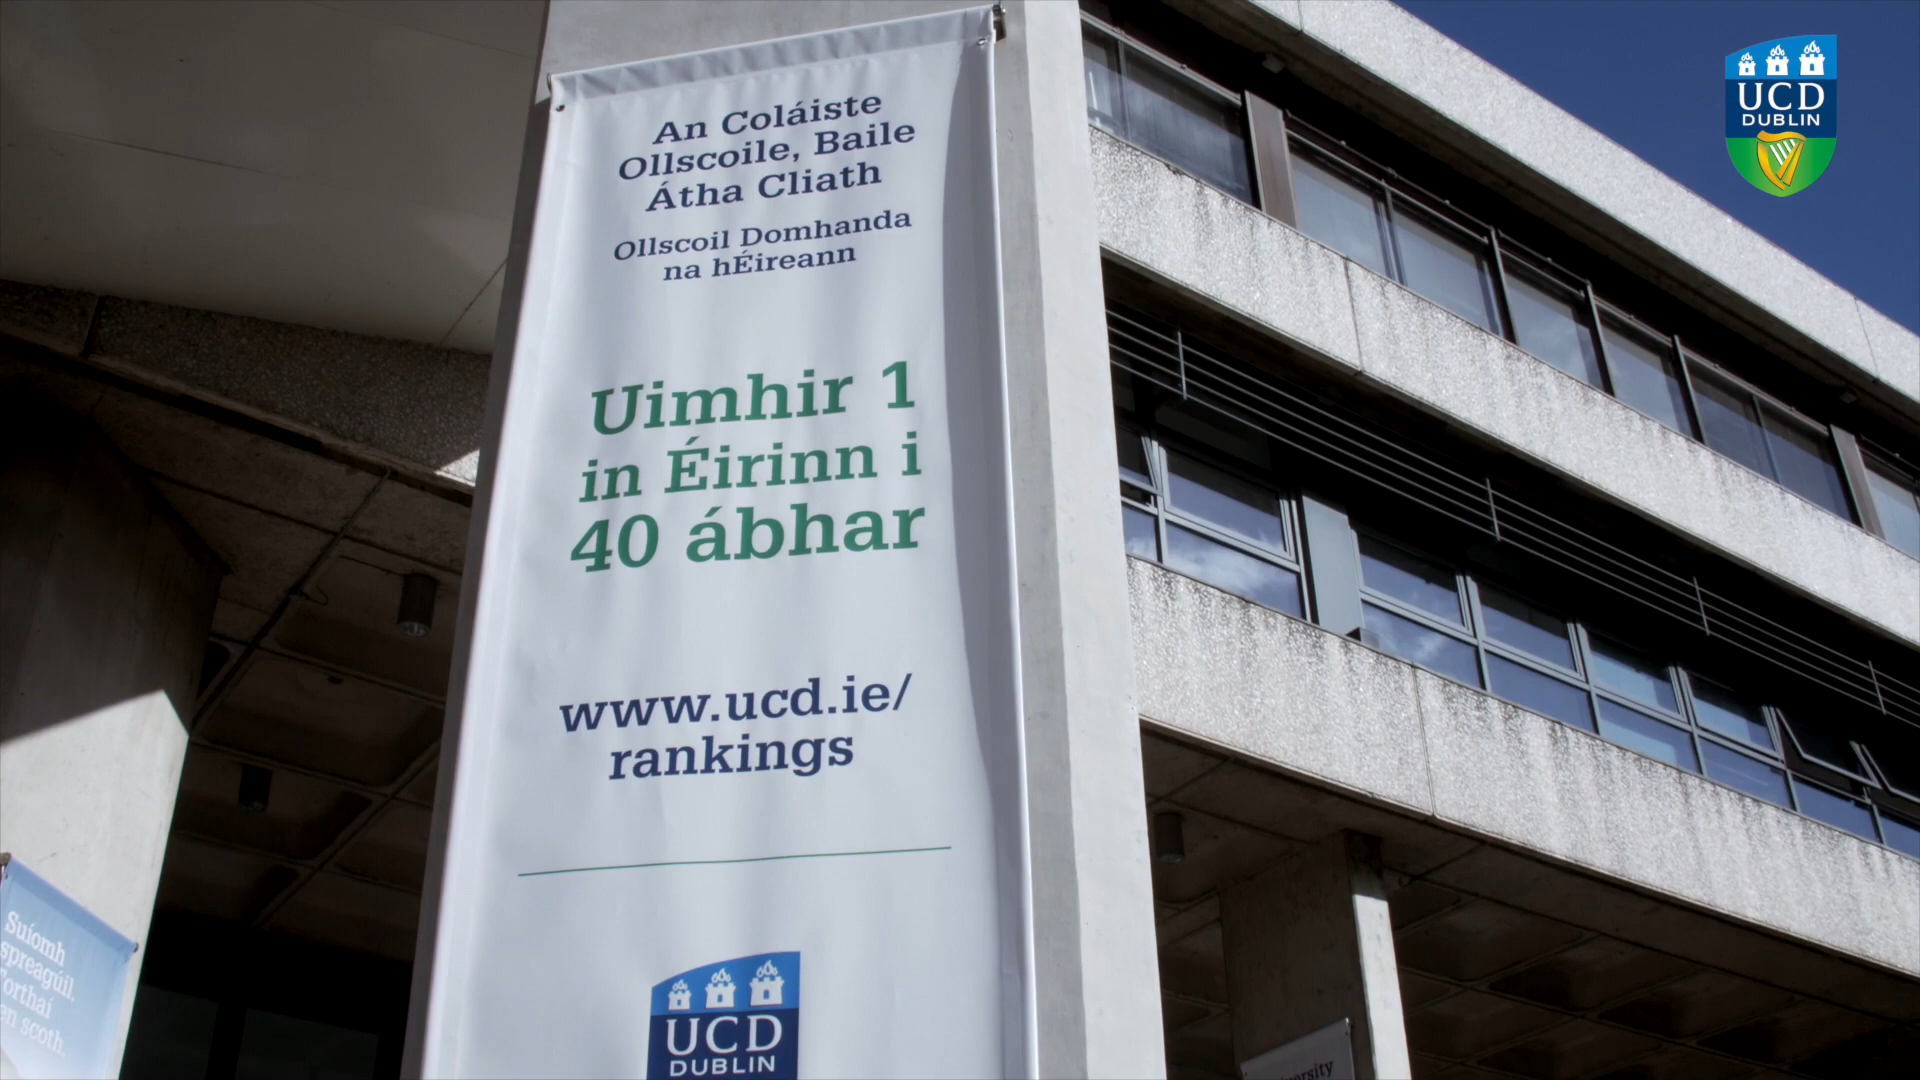 An Coláiste
Ollscoile, Baile
Átha Cliath
Ollscoil Domhanda
na hÉireann
Uimhir 1
in Éirinn i
40 ábhar
www.ucd.ie/
rankings
UCD
DUBLIN
UCD
DUBLIN
Suíomh
spreagúil.
scoth.